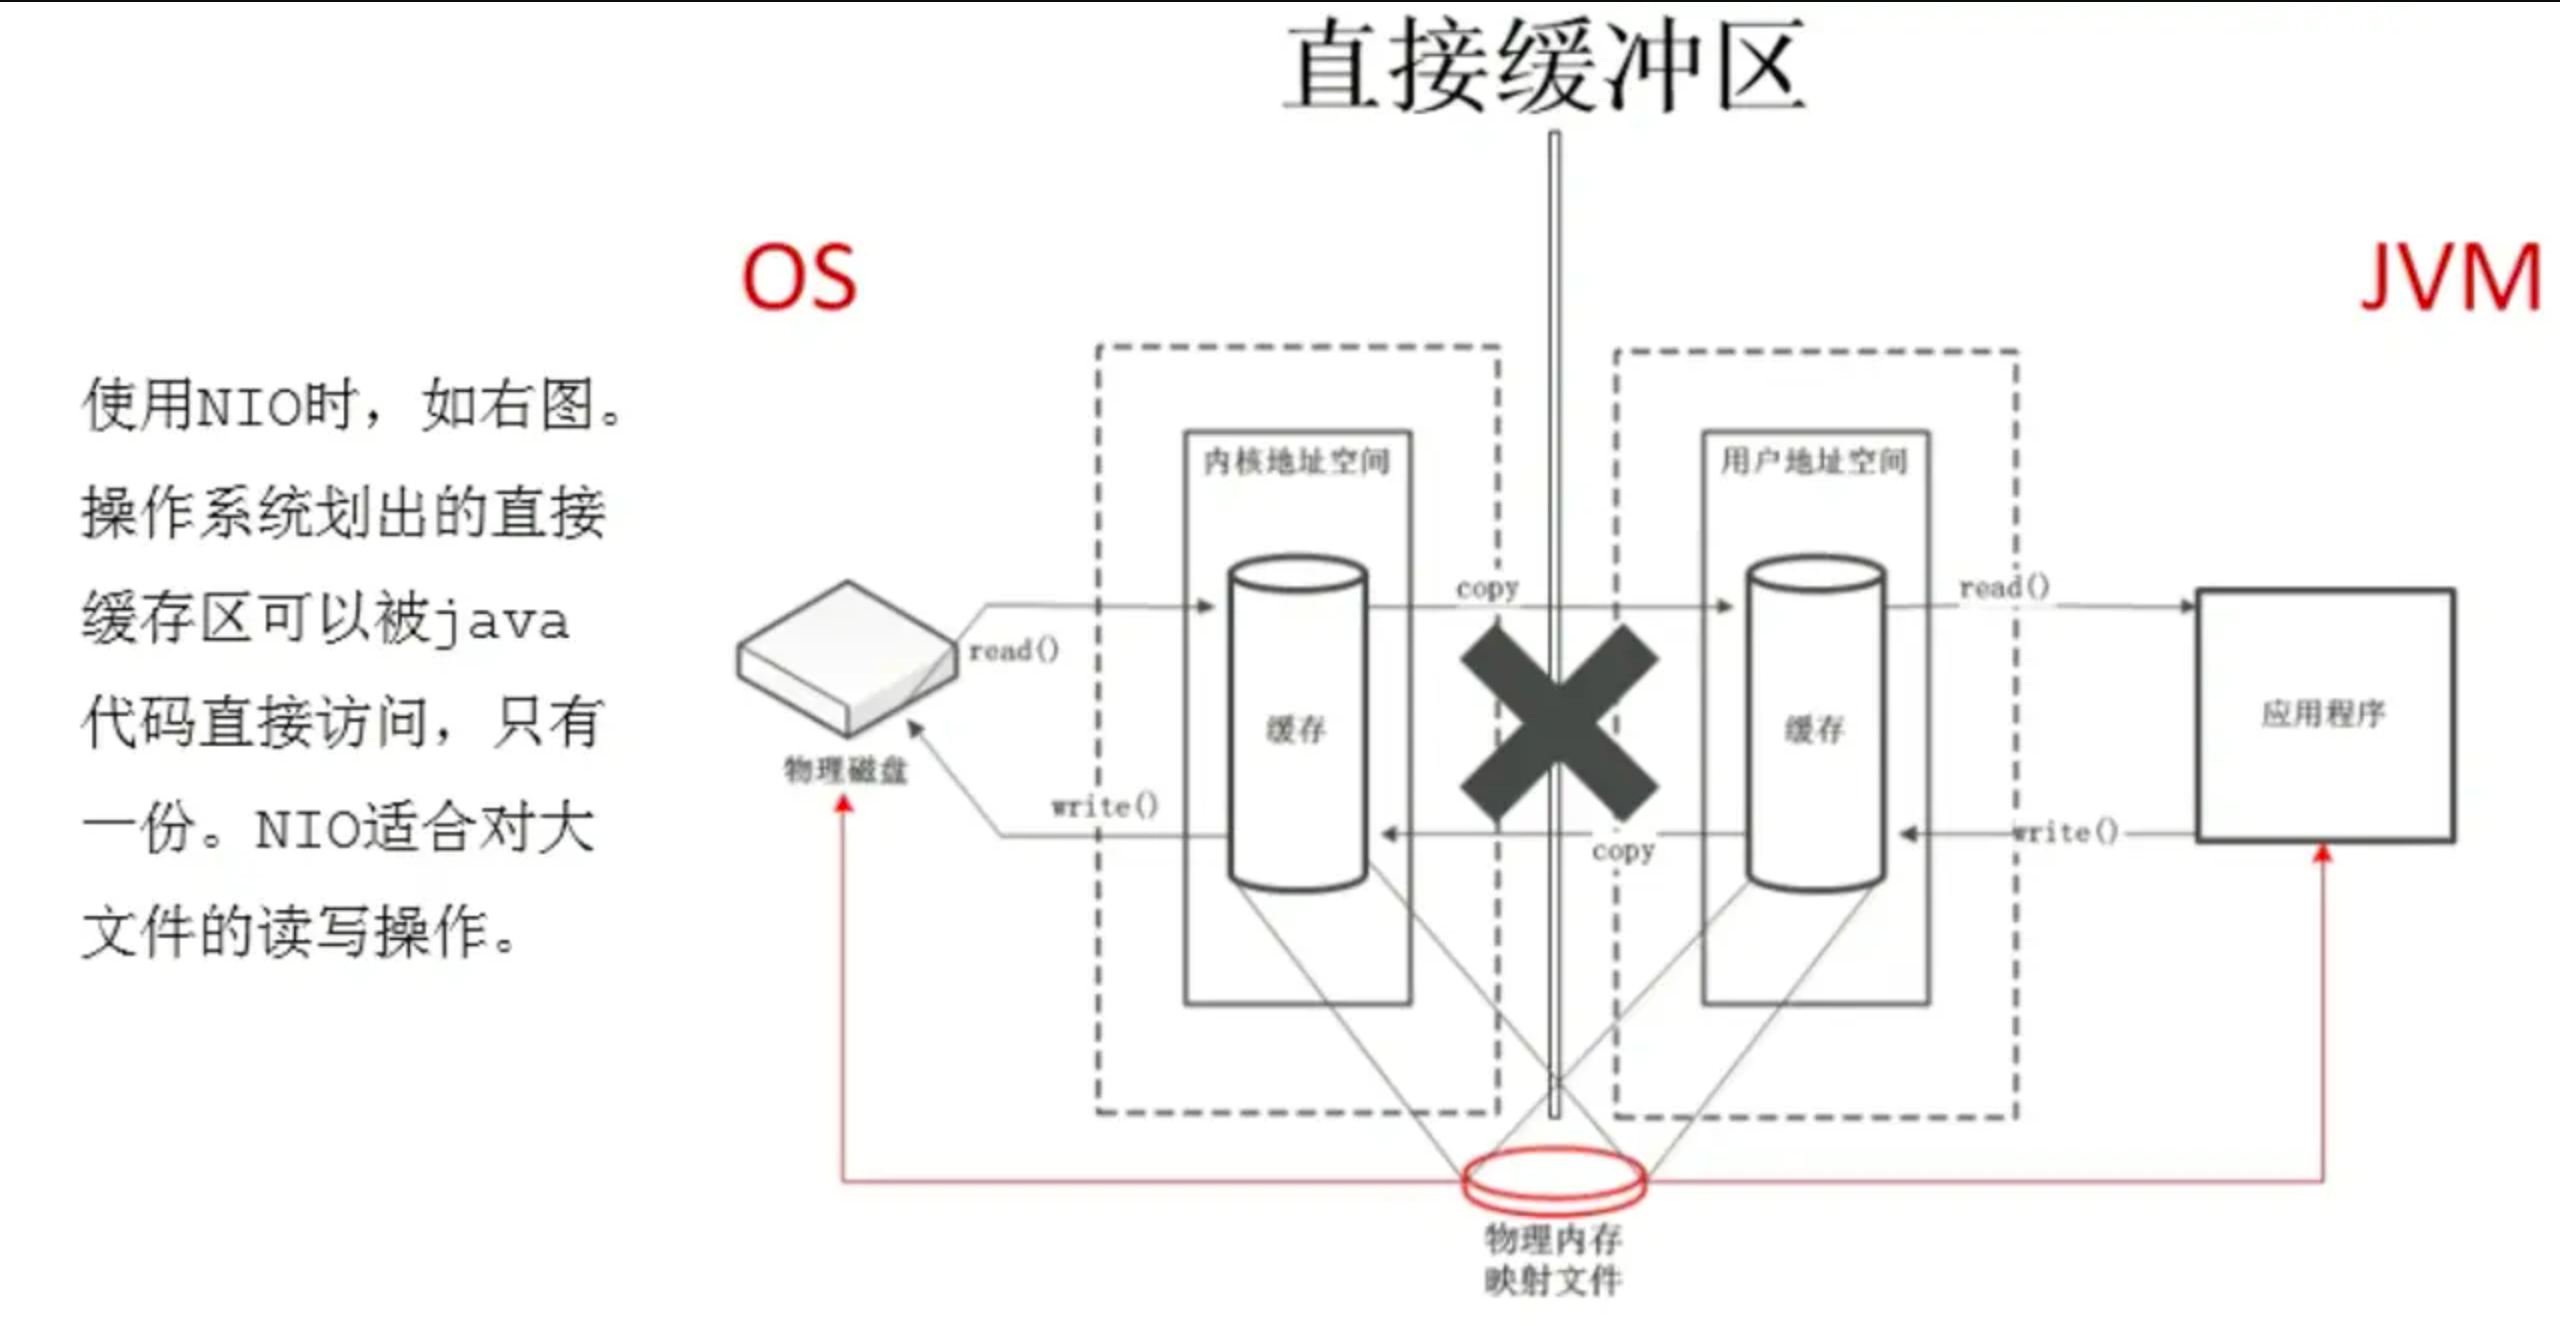 直接缓冲区
OS
JVM
使用NIO时，如右图。
操作系统划出的直接
缓存区可以被java
代码直接访问，只有
一份。NIO适合对大
文件的读写操作。
内核地址空间
用户地址空间
copy
read()
read()
缓存
缓存
应用程序
物理磁盘
write()
write()
copy
物理内存
映射文件